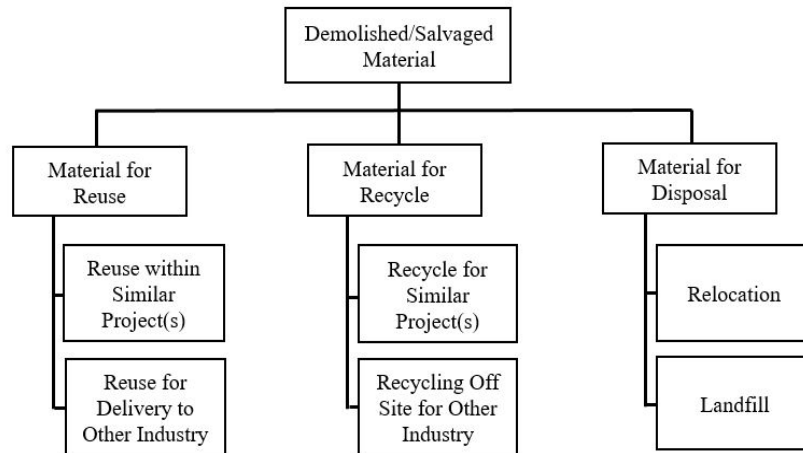 Demolished/Salvaged
Material
Material for
Reuse
Material for
Recycle
Material for
Disposal
Reuse within
Similar
Project(s)
Recycle for
Similar
Project(s)
Relocation
Reuse for
Delivery to
Other Industry
Recycling Off
Site for Other
Industry
Landfill